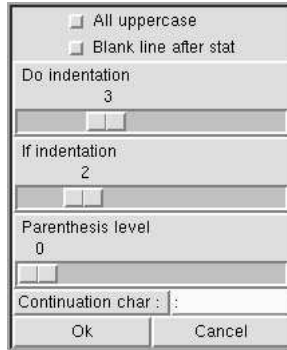 All uppercase
Blank line after stat
Do indentation
3
If indentation
2
Parenthesis level
0
Continuation char : :
Ok Cancel